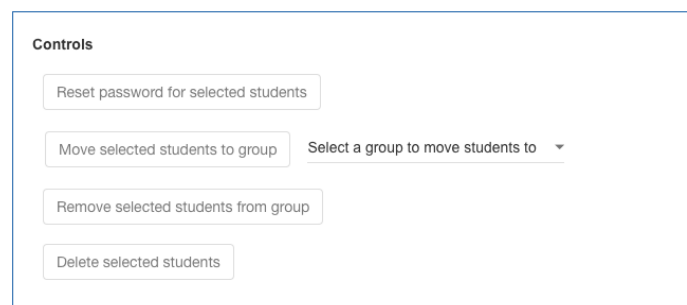 Controls
Reset password for selected students
Move selected students to group
Select a group to move students to
Remove selected students from group
Delete selected students